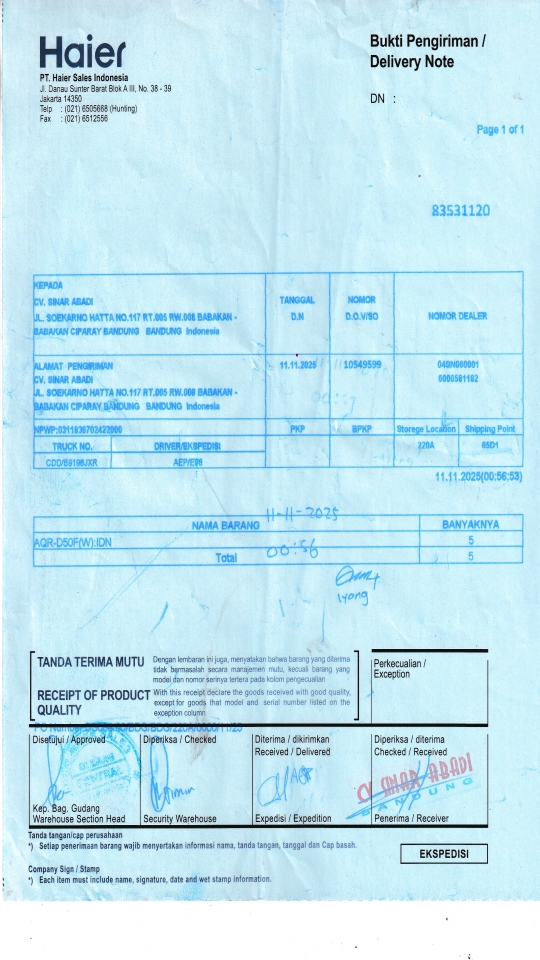 Haier
PT. Haier Sales Indonesia
Jl. Danau Sunter Barat Blok A III, No. 38 - 39
Jakarta 14350
Telp : (021) 6505668 (Hunting)
Fax : (021) 6512556
Bukti Pengiriman /
Delivery Note
DN :
Page 1 of 1
83531120
KEPADA
CV. SINAR ABADI
JL. SOEKARNO HATTA NO.117 RT.005 RW.008 BABAKAN -
BABAKAN CIPARAY BANDUNG BANDUNG Indonesia
TANGGAL
D.N
NOMOR
D.O.V/SO
NOMOR DEALER
ALAMAT PENGIRIMAN
CV. SINAR ABADI
JL. SOEKARNO HATTA NO.117 RT.005 RW.008 BABAKAN -
BABAKAN CIPARAY BANDUNG BANDUNG Indonesia
11.11.2025
10549599
PKP
BPKP
Storege Location
Shipping Point
TRUCK NO.
DRIVER/EKSPEDISI
220A
65D1
11.11.2025(00:56:53)
11-11-2025
NAMA BARANG
BANYAKNYA
AQR-D50F(W):IDN
5
Total
00:56
5
Iyong
TANDA TERIMA MUTU
Dengan lembaran ini juga, menyatakan bahwa barang yang diterima
tidak bermasalah secara manajemen mutu, kecuali barang yang
model dan nomor serinya tertera pada kolom pengecualian
RECEIPT OF PRODUCT
QUALITY
With this receipt declare the goods received with good quality,
except for goods that model and serial number listed on the
exception column
Perkecualian /
Exception
Disetujui / Approved
Diperiksa / Checked
Diterima / dikirimkan
Received / Delivered
Diperiksa / diterima
Checked / Received
CV SINAR ABADI
BANDUNG
Kep. Bag. Gudang
Warehouse Section Head
Security Warehouse
Expedisi / Expedition
Penerima / Receiver
Tanda tangan/cap perusahaan
*) Setiap penerimaan barang wajib menyertakan informasi nama, tanda tangan, tanggal dan Cap basah.
EKSPEDISI
Company Sign / Stamp
*) Each item must include name, signature, date and wet stamp information.